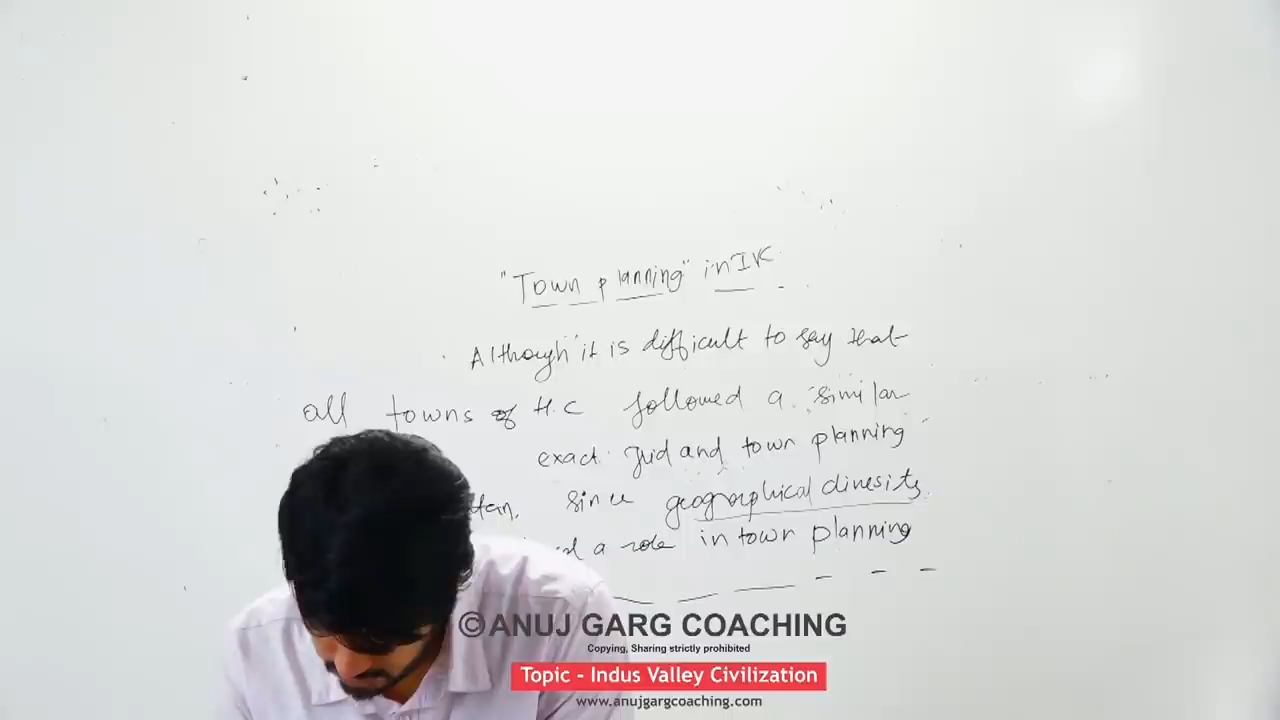 "Town planning" in IVC
Although it is difficult to say that
all towns of H.C followed a similar
exact grid and town planning
since geographical diversity
a role in town planning
©ANUJ GARG COACHING
Copying, Sharing strictly prohibited
Topic - Indus Valley Civilization
www.anujgargcoaching.com